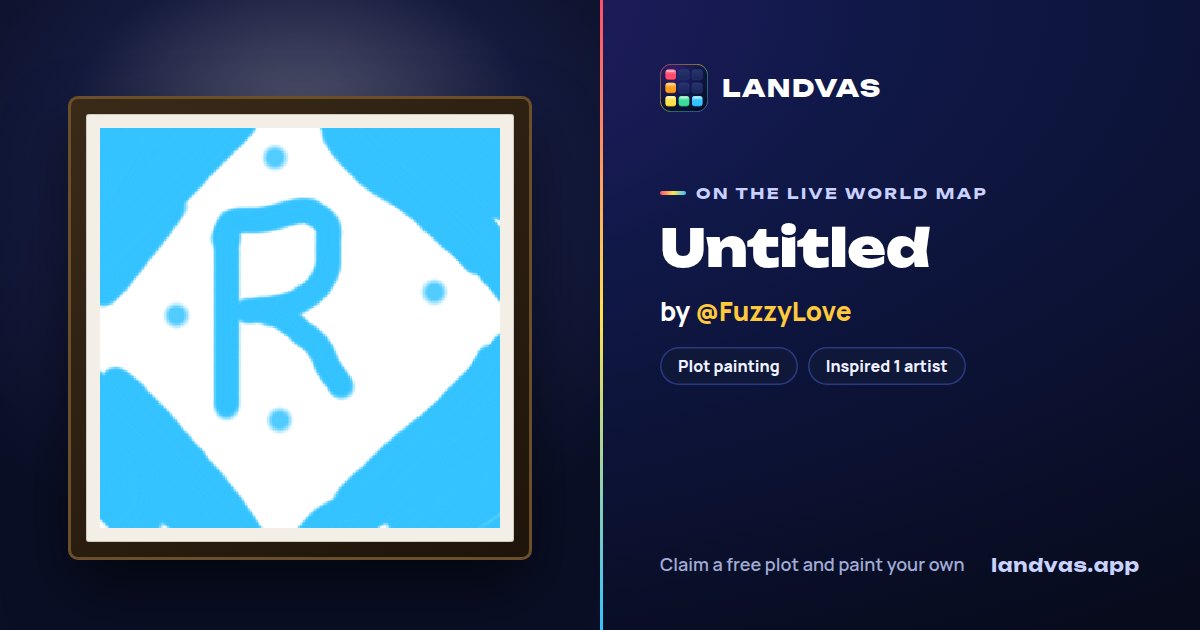 R
LANDVAS
ON THE LIVE WORLD MAP
Untitled
by @FuzzyLove
Plot painting
Inspired 1 artist
Claim a free plot and paint your own
landvas.app